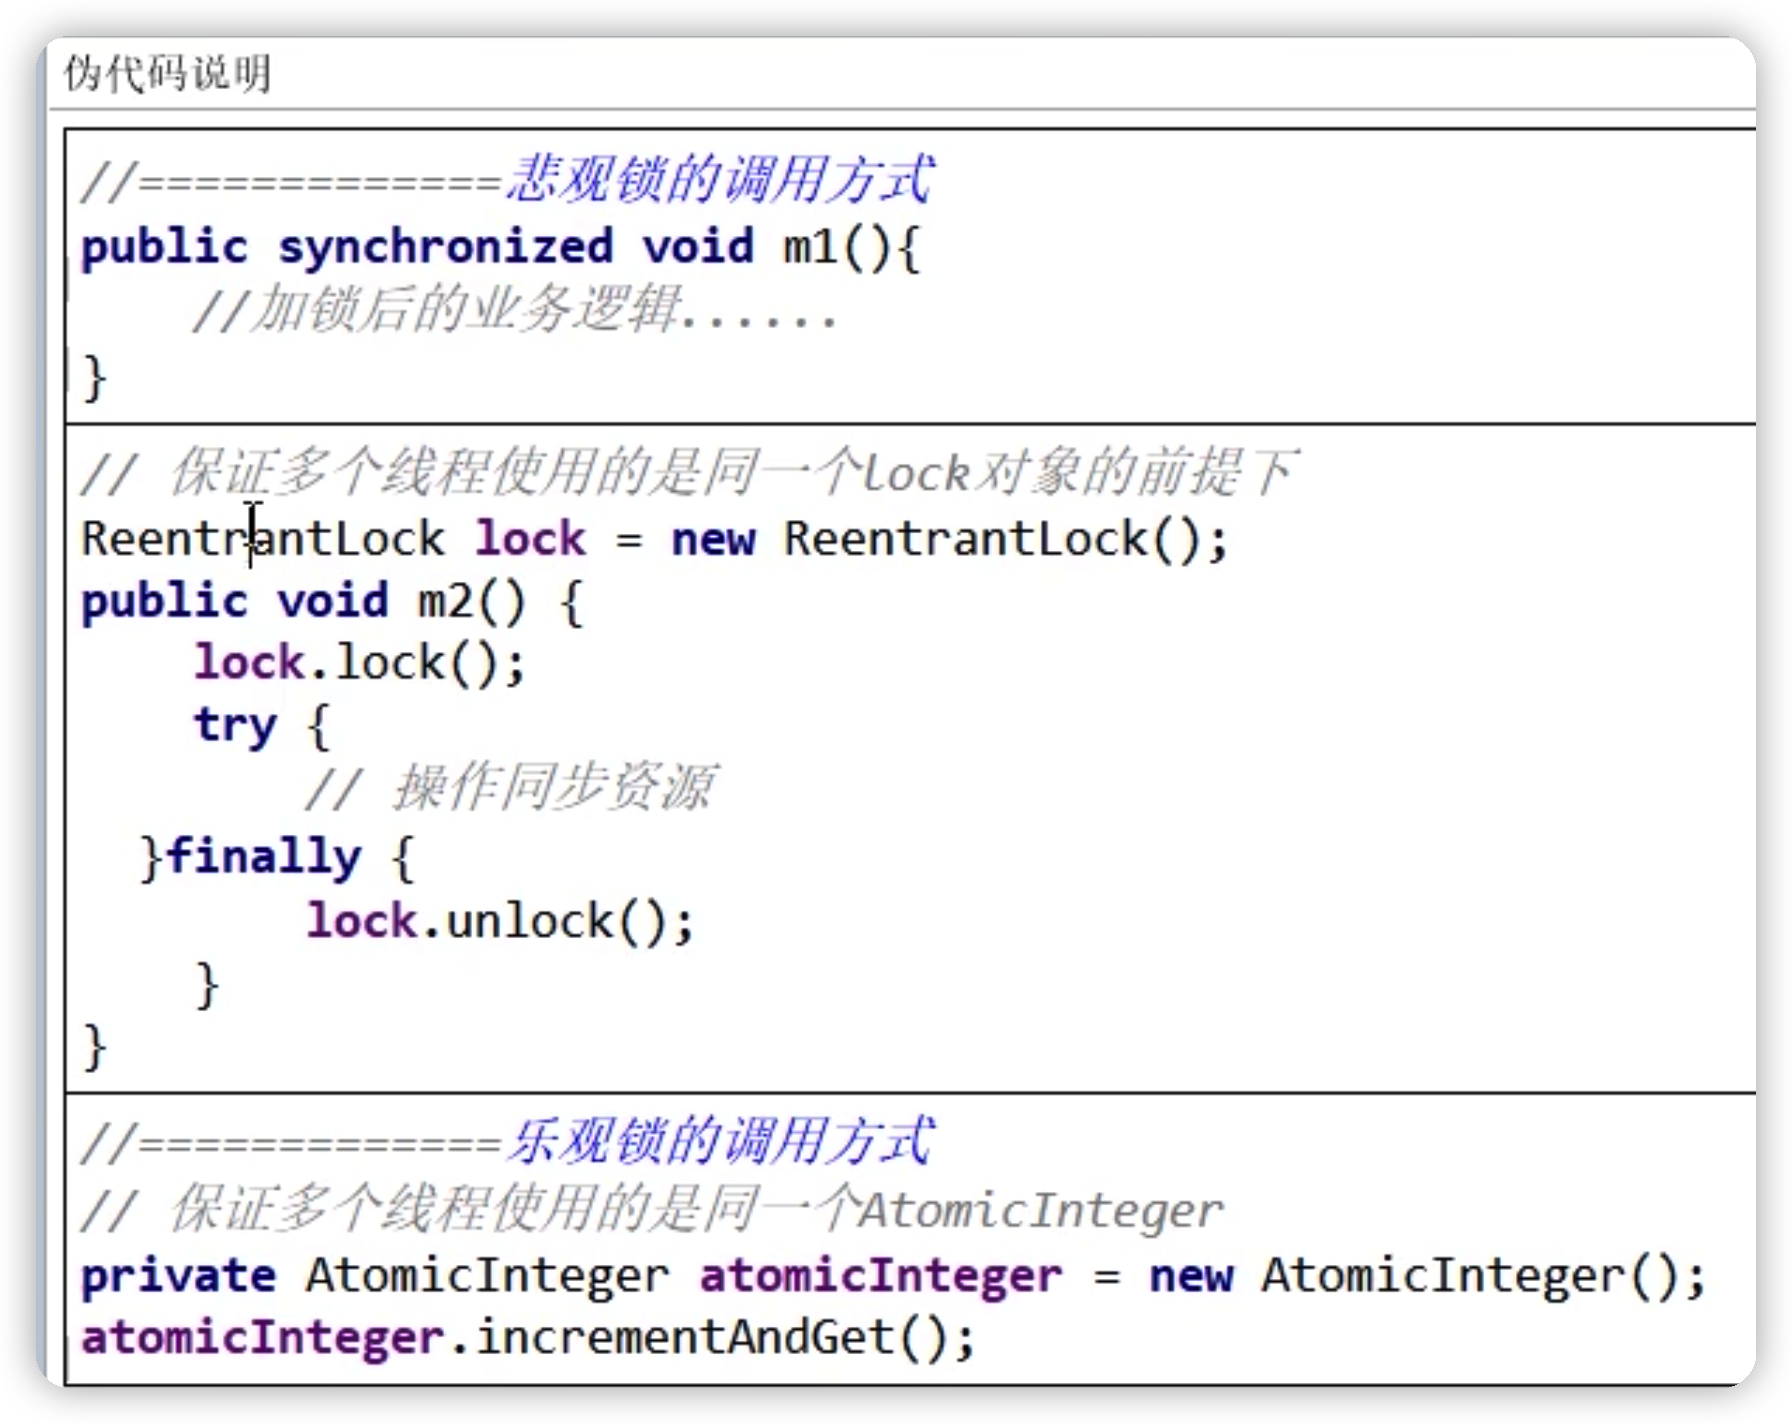 伪代码说明
//=============悲观锁的调用方式
public synchronized void m1(){
    //加锁后的业务逻辑......
}
// 保证多个线程使用的是同一个lock对象的前提下
ReentrantLock lock = new ReentrantLock();
public void m2() {
    lock.lock();
    try {
        // 操作同步资源
  }finally {
        lock.unlock();
    }
}
//=============乐观锁的调用方式
// 保证多个线程使用的是同一个AtomicInteger
private AtomicInteger atomicInteger = new AtomicInteger();
atomicInteger.incrementAndGet();